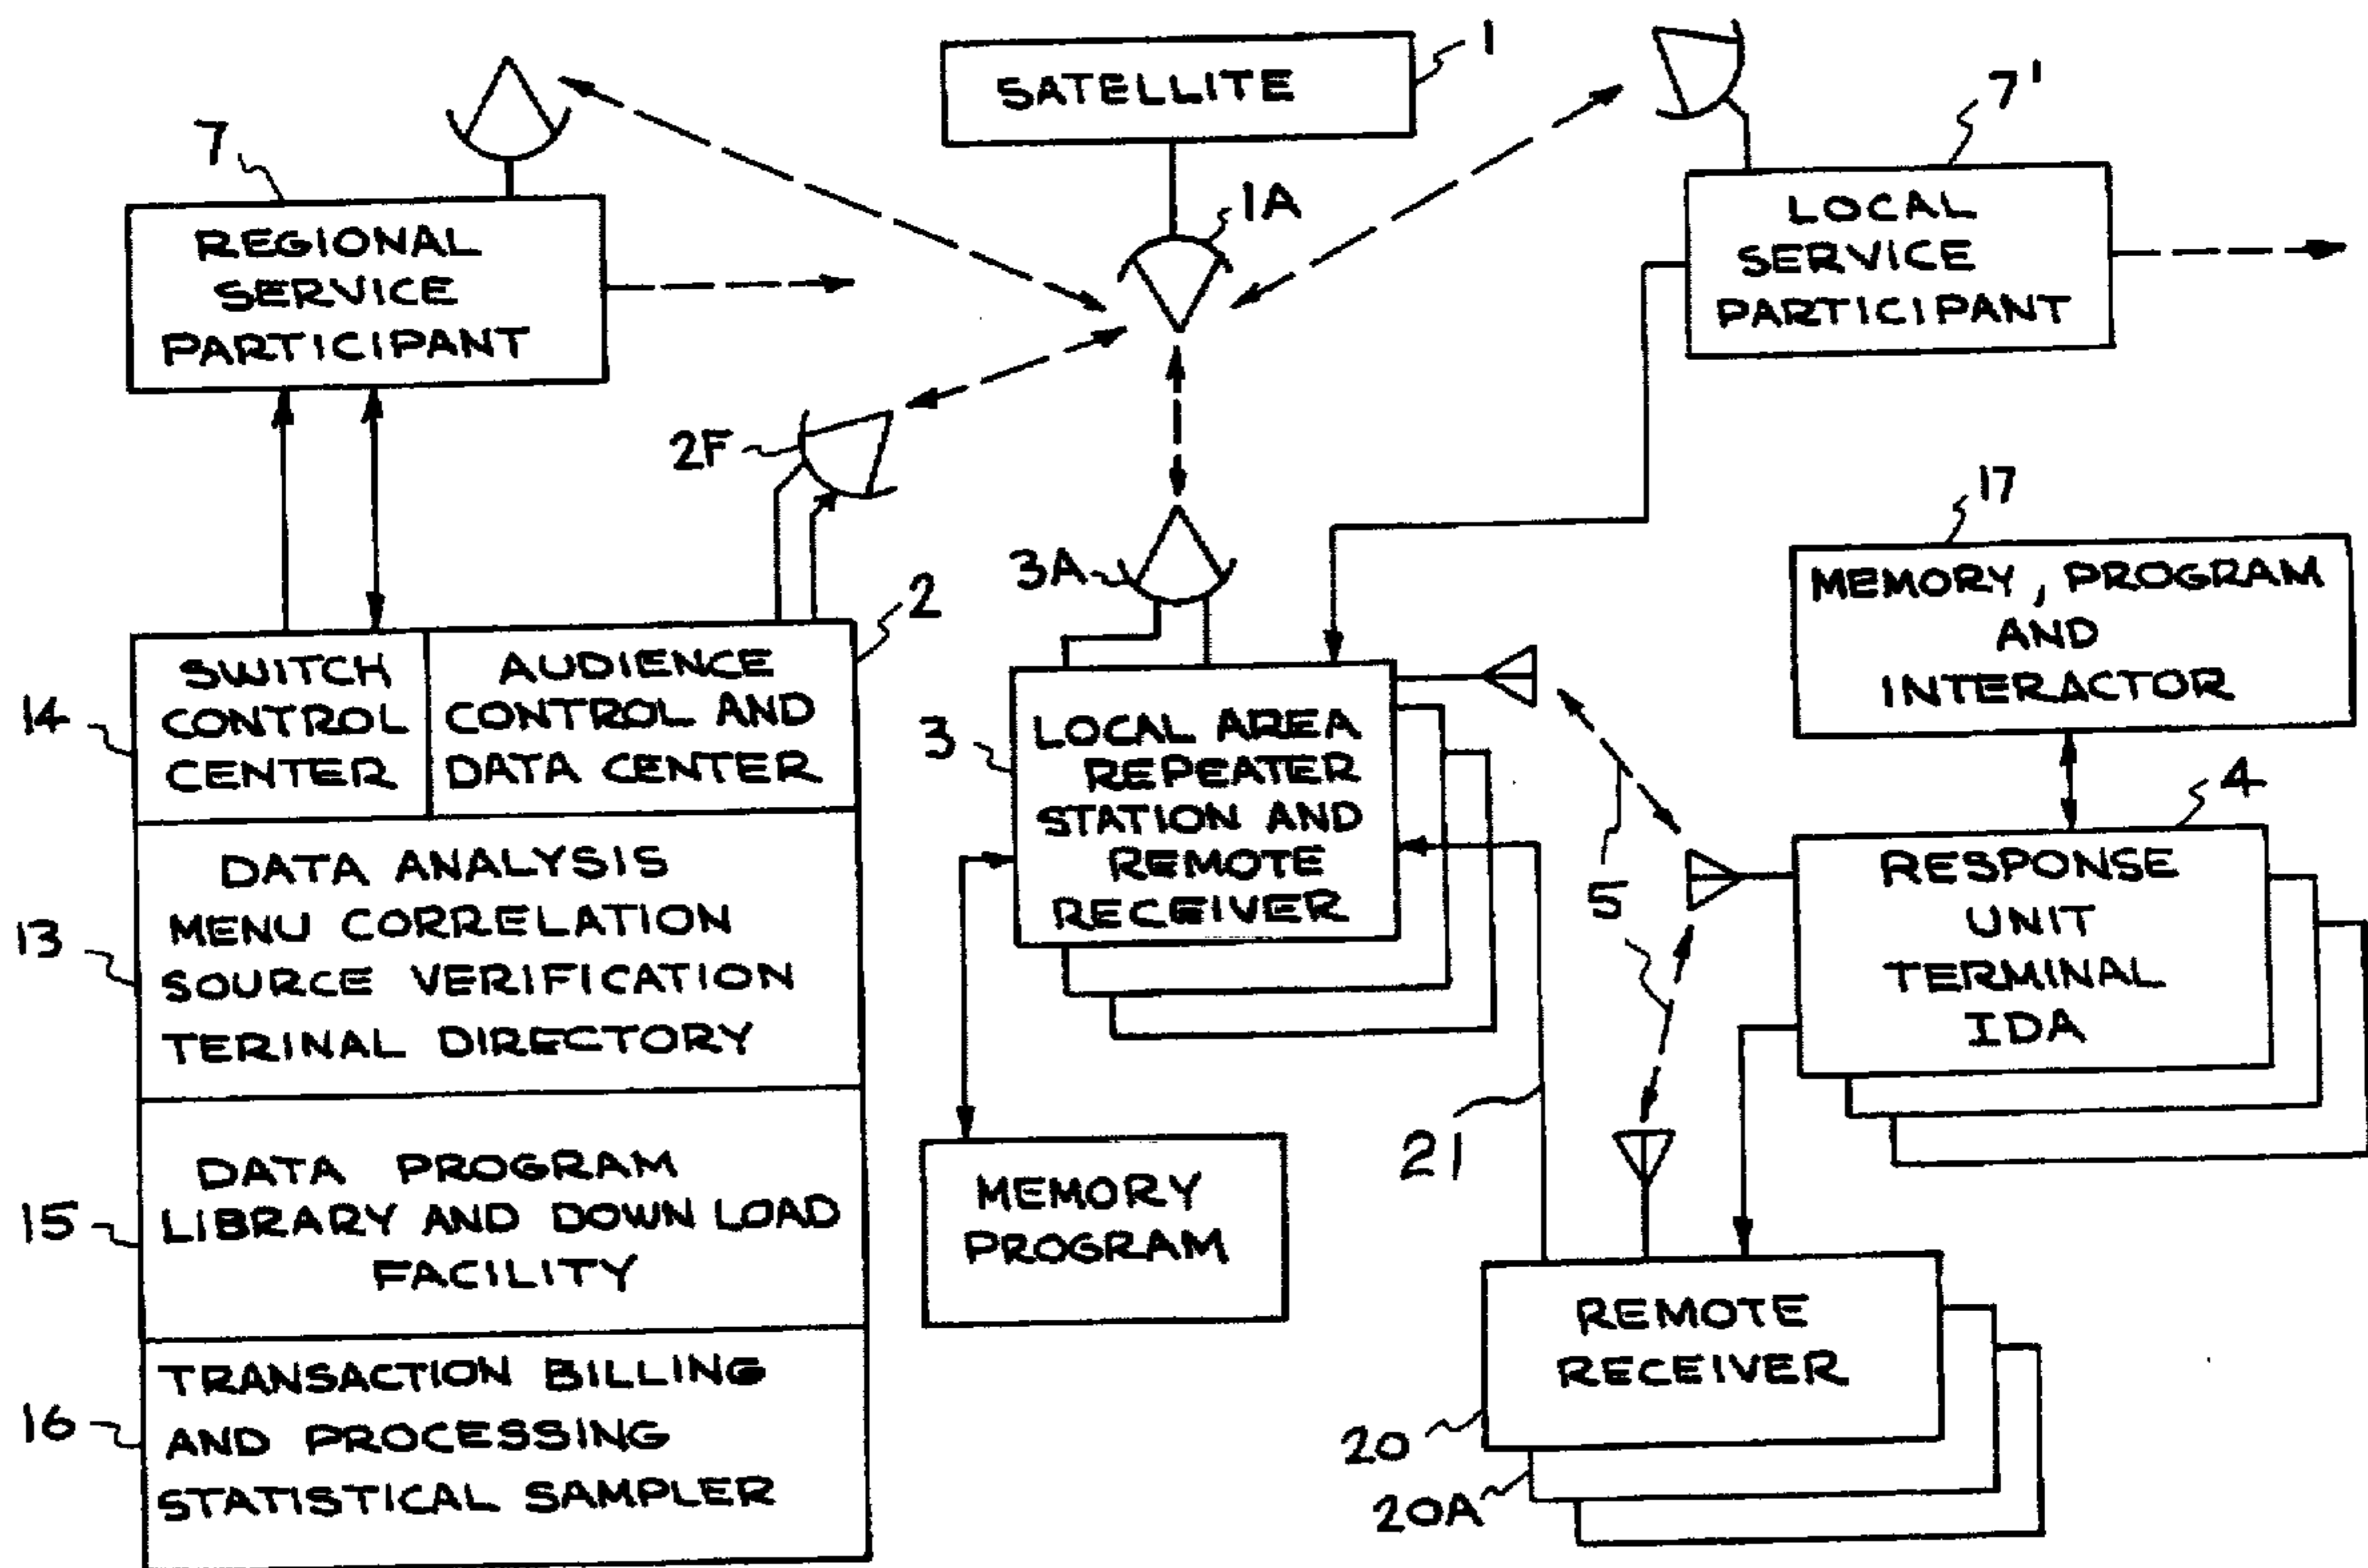 1
SATELLITE
7'
7
1A
REGIONAL
SERVICE
PARTICIPANT
LOCAL
SERVICE
PARTICIPANT
2F
3A
17
MEMORY, PROGRAM
AND
INTERACTOR
2
14
SWITCH
CONTROL
CENTER
AUDIENCE
CONTROL AND
DATA CENTER
3
LOCAL AREA
REPEATER
STATION AND
REMOTE
RECEIVER
5
4
RESPONSE
UNIT
TERMINAL
IDA
13
DATA ANALYSIS
MENU CORRELATION
SOURCE VERIFICATION
TERINAL DIRECTORY
15
DATA PROGRAM
LIBRARY AND DOWN LOAD
FACILITY
MEMORY
PROGRAM
21
16
TRANSACTION BILLING
AND PROCESSING
STATISTICAL SAMPLER
REMOTE
RECEIVER
20
20A